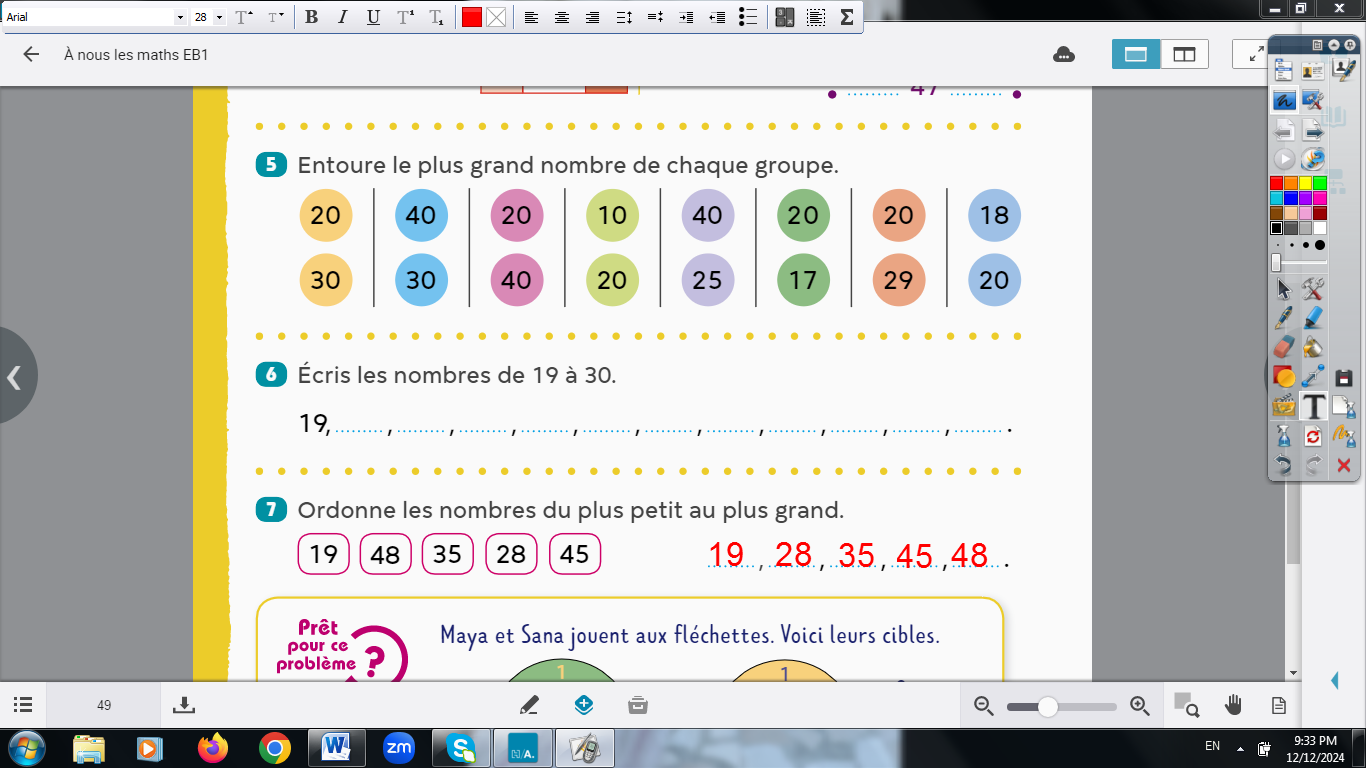 Arial 28 B I U T T Σ
À nous les maths EB1
47
5 Entoure le plus grand nombre de chaque groupe.
20 40 20 10 40 20 20 18
30 30 40 20 25 17 29 20
6 Écris les nombres de 19 à 30.
19, ........ , ........ , ........ , ........ , ........ , ........ , ........ , ........ , ........ , ........ , ........ .
7 Ordonne les nombres du plus petit au plus grand.
19 48 35 28 45 19 , 28 , 35 , 45 , 48 .
Prêt
pour ce
problème ?
Maya et Sana jouent aux fléchettes. Voici leurs cibles.
1 1
49
EN 9:33 PM
12/12/2024